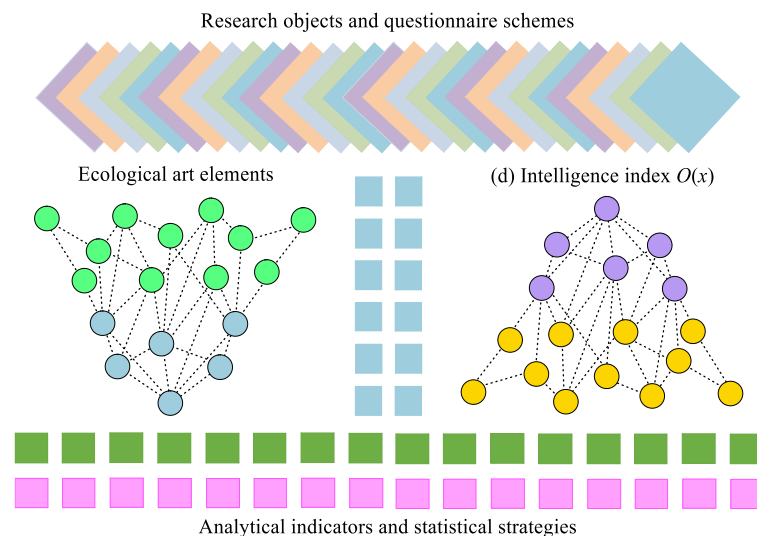 Research objects and questionnaire schemes
Ecological art elements
(d) Intelligence index O(x)
Analytical indicators and statistical strategies